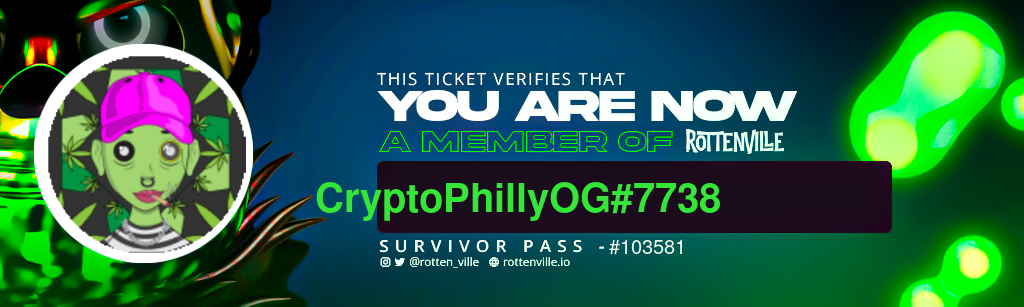 THIS TICKET VERIFIES THAT
YOU ARE NOW
A MEMBER OF ROTTENVILLE
CryptoPhillyOG#7738
SURVIVOR PASS - #103581
@rotten_ville rottenville.io